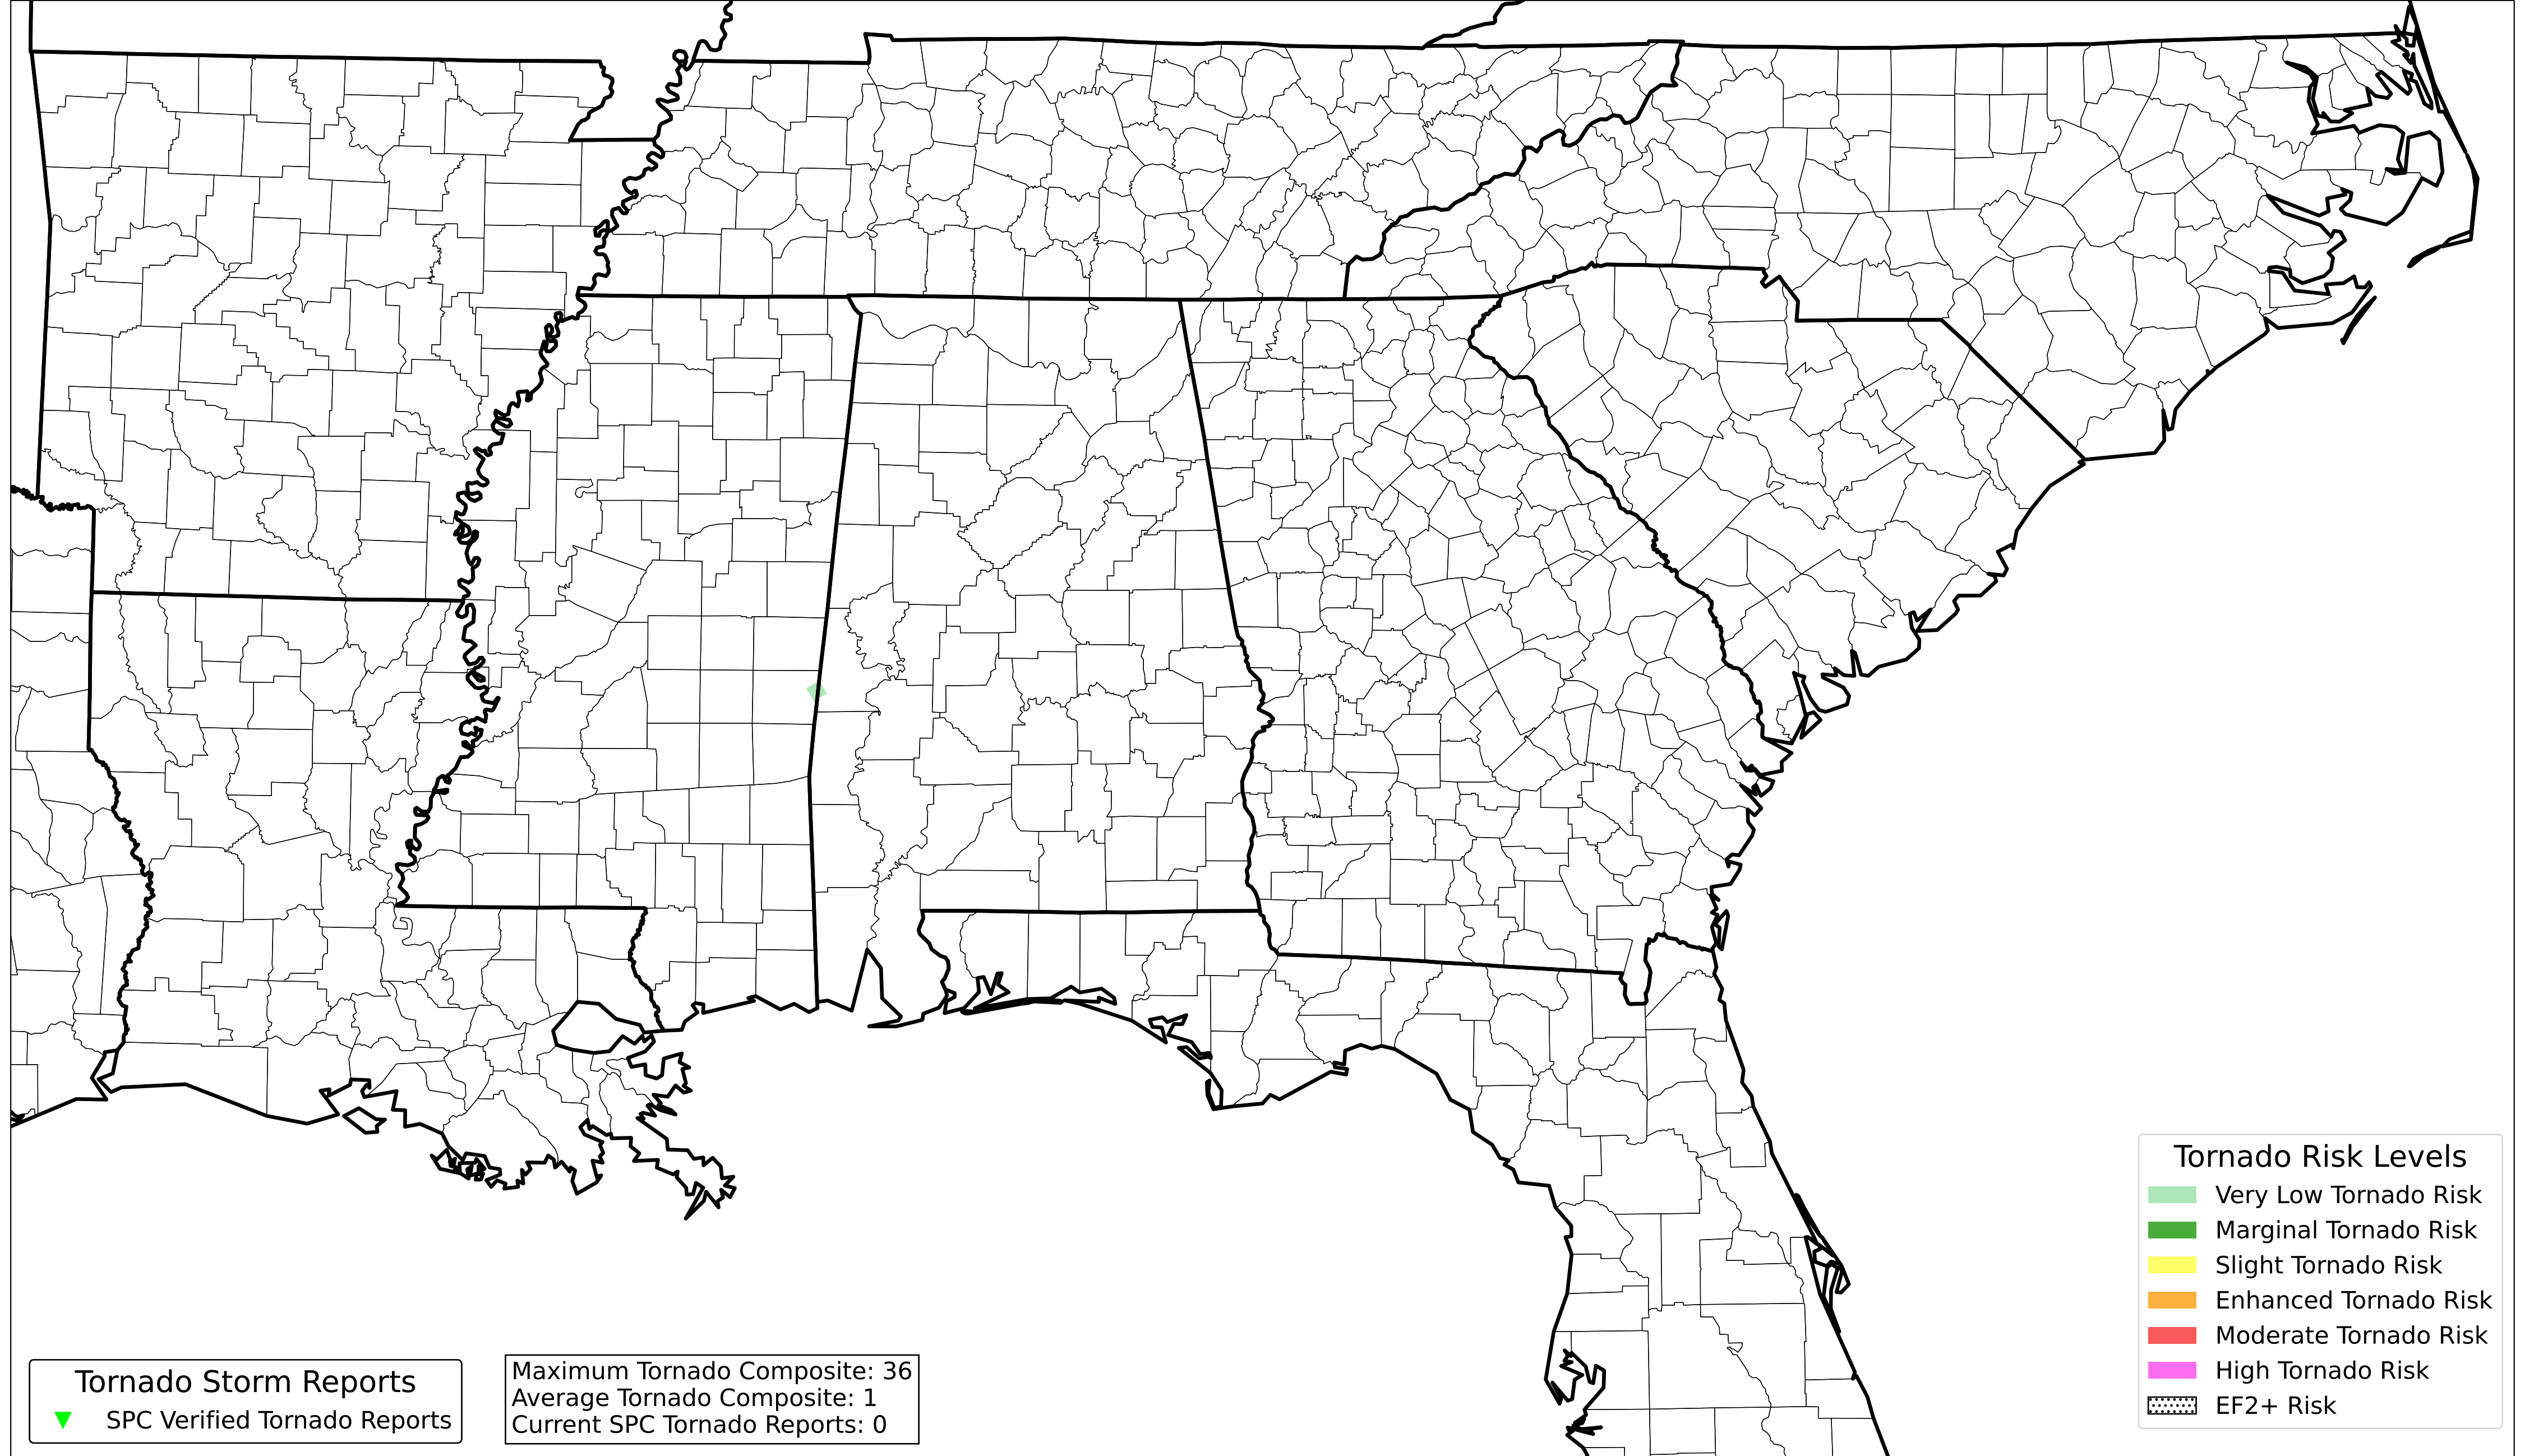 Tornado Risk Levels
Very Low Tornado Risk
Marginal Tornado Risk
Slight Tornado Risk
Enhanced Tornado Risk
Moderate Tornado Risk
High Tornado Risk
EF2+ Risk
Tornado Storm Reports
SPC Verified Tornado Reports
Maximum Tornado Composite: 36
Average Tornado Composite: 1
Current SPC Tornado Reports: 0